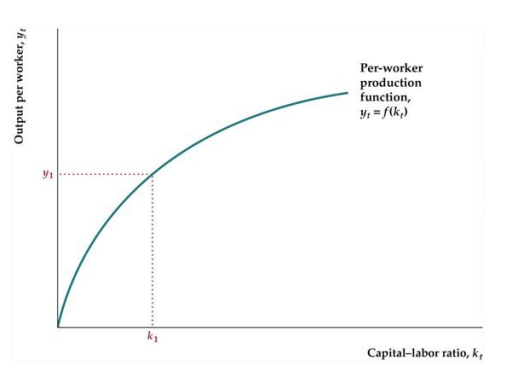 Output per worker, yₜ
Per-worker
production
function,
yₜ = f(kₜ)
y₁
k₁
Capital–labor ratio, kₜ